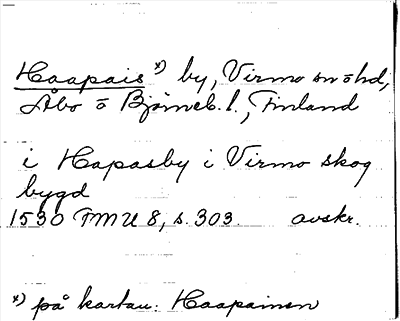 Haapais *) by, Virmo sn o hd,
Åbo o Björneb. l., Finland
i Hapasby i Virmo skog
bygd
1530 FMU 8, s. 303. avskr.
*) på kartan: Haapainen